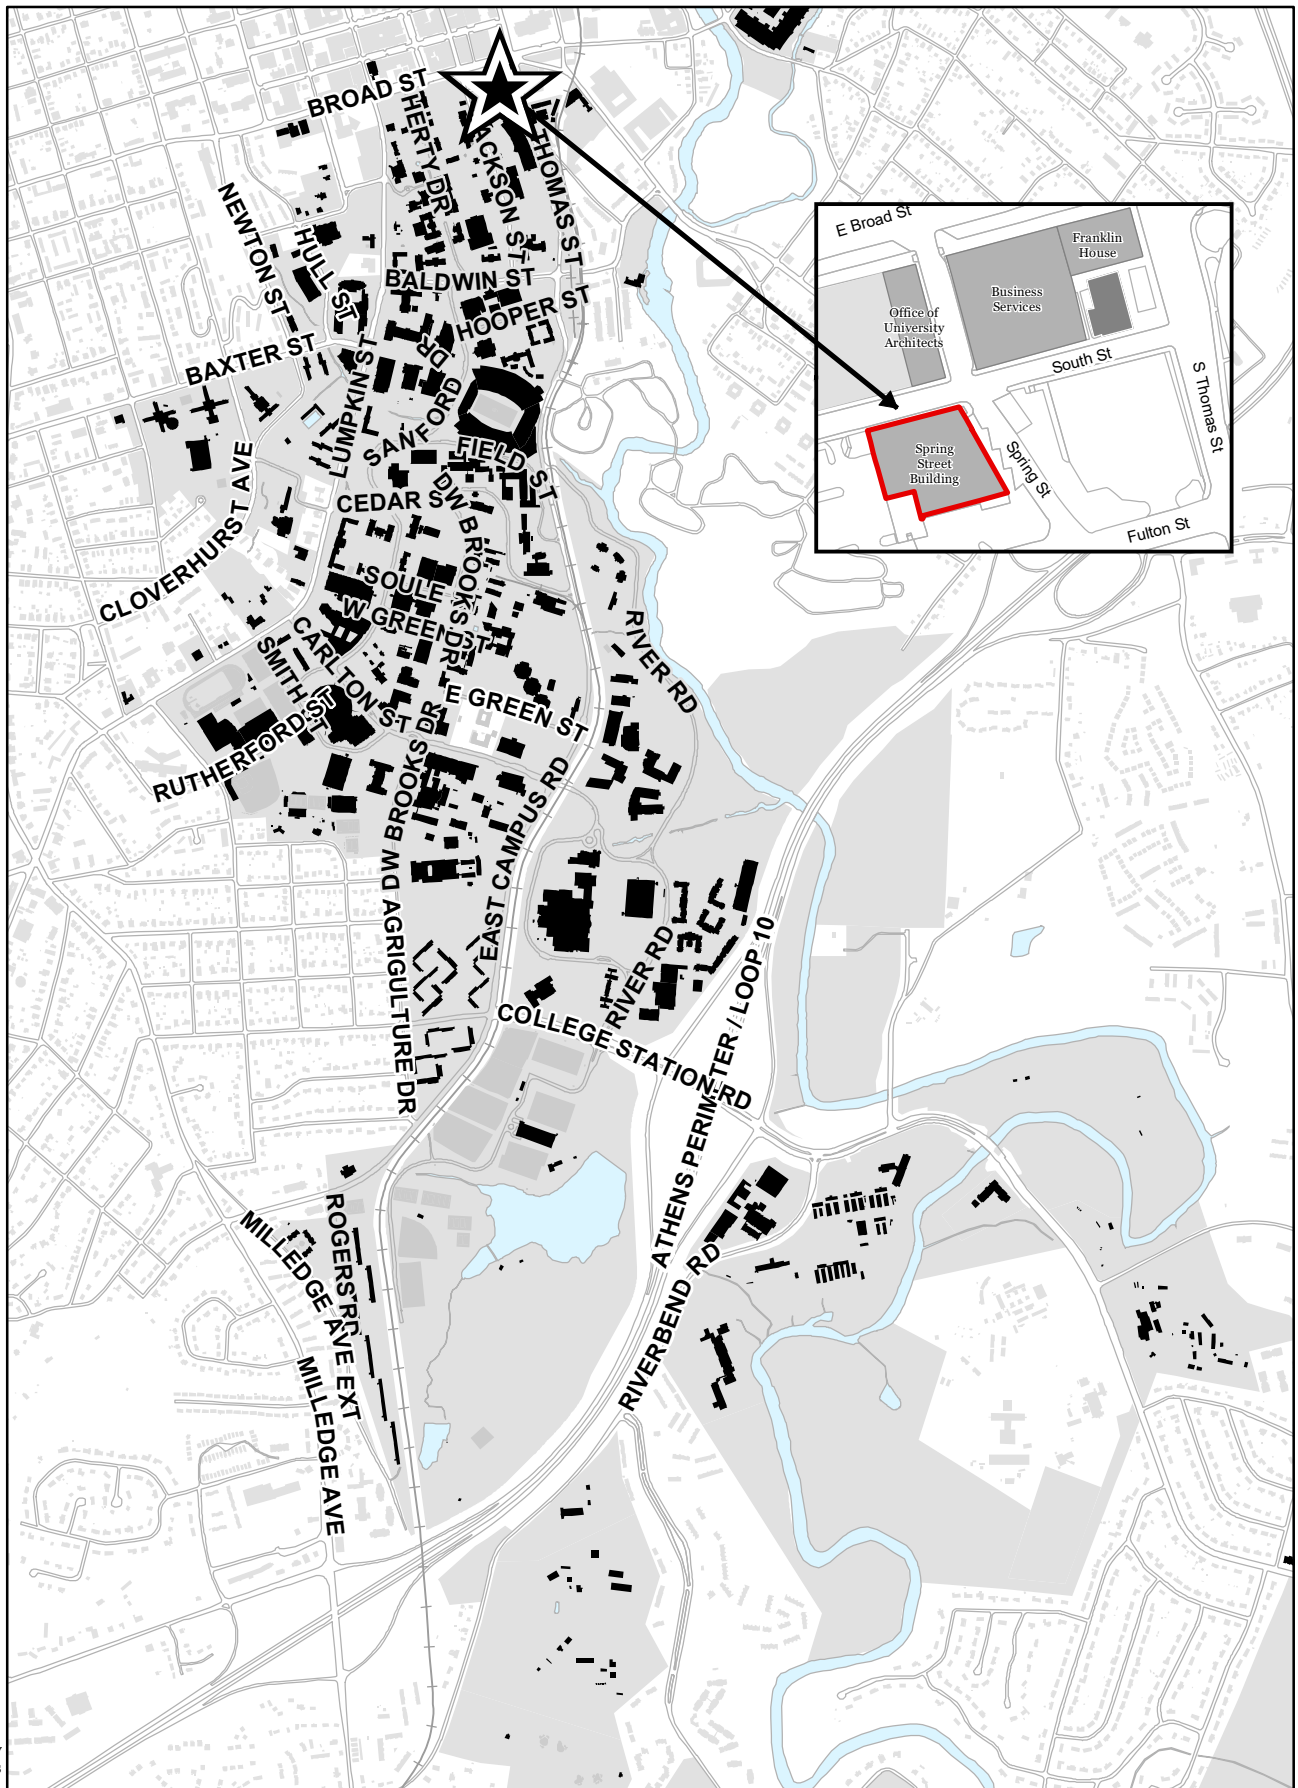 BROAD ST
HERTY DR
JACKSON ST
THOMAS ST
NEWTON ST
HULL ST
BALDWIN ST
HOOPER ST
BAXTER ST
LUMPKIN ST
SANFORD
DR
FIELD ST
CEDAR S
DW BROOKS DR
CLOVERHURST AVE
SOULE
W GREEN ST
CARLTON ST
SMITH ST
RUTHERFORD ST
E GREEN ST
RIVER RD
DW BROOKS DR
EAST CAMPUS RD
AGRIGULTURE DR
RIVER RD
COLLEGE STATION RD
ATHENS PERIMETER / LOOP 10
RIVERBEND RD
ROGERS RD
MILLEDGE AVE EXT
MILLEDGE AVE
E Broad St
Franklin
House
Business
Services
Office of
University
Architects
South St
S Thomas St
Spring
Street
Building
Spring St
Fulton St